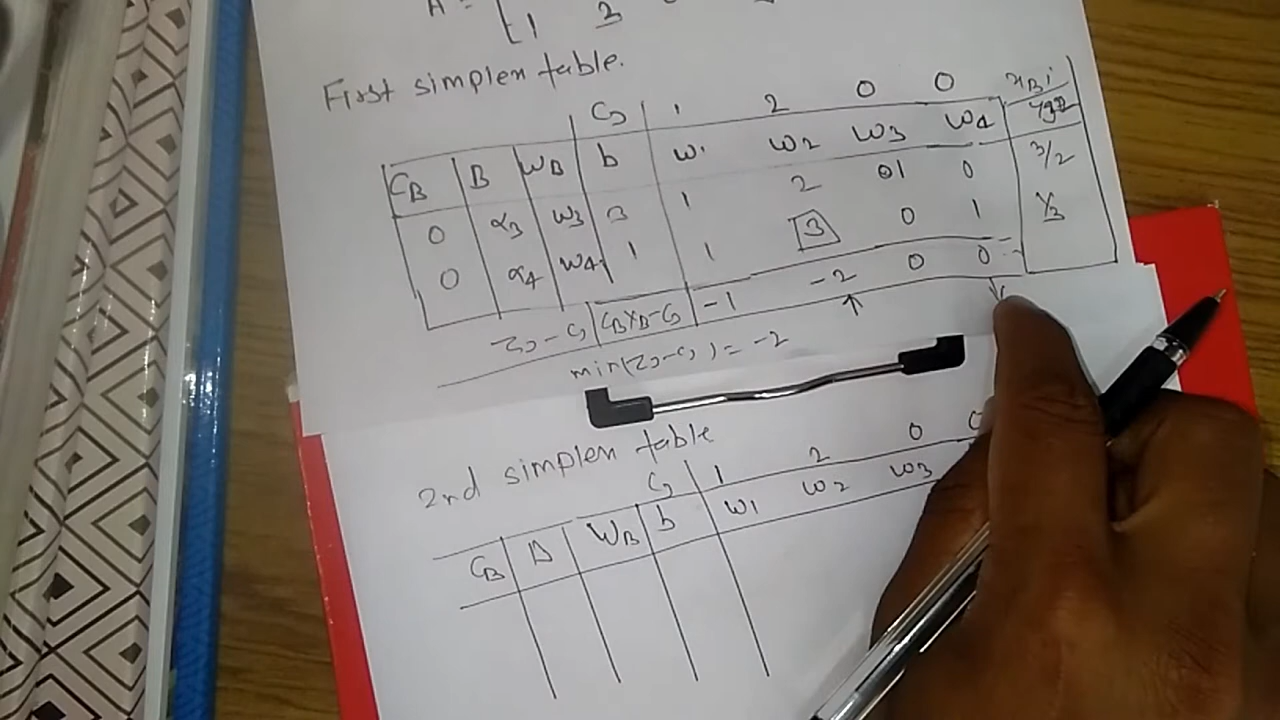 A = [ 1 3
First simplex table.
Cj 1 2 0 0 xBi
CB B WB b w1 w2 w3 w4
0 α3 w3 3 1 2 01 0 3/2
0 α4 w4 1 1 3 0 1 1/3
zj-cj CBXB-Cj -1 -2 0 0
min(zj-cj) = -2
2nd simplex table
Cj 1 2 0
CB B WB b w1 w2 w3